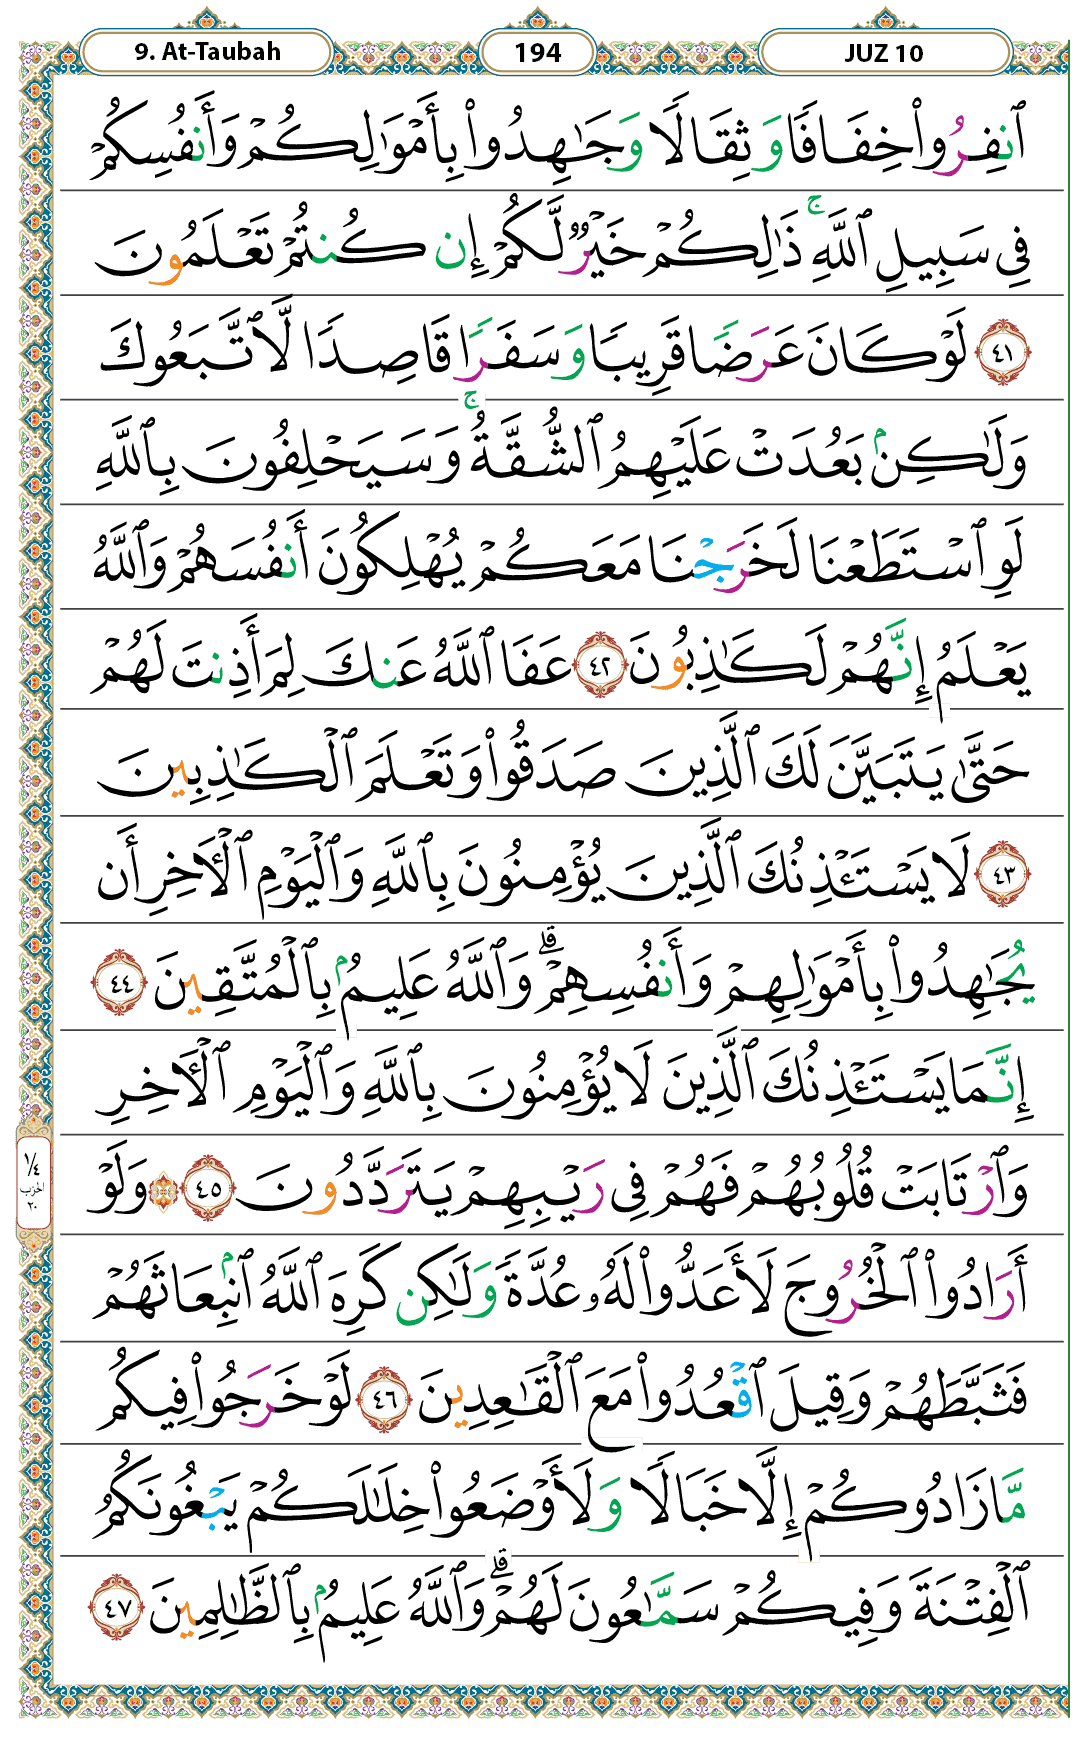 9. At-Taubah
194
JUZ 10
ٱنفِرُوا۟ خِفَافًا وَثِقَالًا وَجَـٰهِدُوا۟ بِأَمْوَٰلِكُمْ وَأَنفُسِكُمْ
فِى سَبِيلِ ٱللَّهِ ۚ ذَٰلِكُمْ خَيْرٌ لَّكُمْ إِن كُنتُمْ تَعْلَمُونَ
٤١ لَوْ كَانَ عَرَضًا قَرِيبًا وَسَفَرًا قَاصِدًا لَّٱتَّبَعُوكَ
وَلَـٰكِنۢ بَعُدَتْ عَلَيْهِمُ ٱلشُّقَّةُ ۚ وَسَيَحْلِفُونَ بِٱللَّهِ
لَوِ ٱسْتَطَعْنَا لَخَرَجْنَا مَعَكُمْ يُهْلِكُونَ أَنفُسَهُمْ وَٱللَّهُ
يَعْلَمُ إِنَّهُمْ لَكَـٰذِبُونَ ٤٢ عَفَا ٱللَّهُ عَنكَ لِمَ أَذِنتَ لَهُمْ
حَتَّىٰ يَتَبَيَّنَ لَكَ ٱلَّذِينَ صَدَقُوا۟ وَتَعْلَمَ ٱلْكَـٰذِبِينَ
٤٣ لَا يَسْتَـْٔذِنُكَ ٱلَّذِينَ يُؤْمِنُونَ بِٱللَّهِ وَٱلْيَوْمِ ٱلْـَٔاخِرِ أَن
يُجَـٰهِدُوا۟ بِأَمْوَٰلِهِمْ وَأَنفُسِهِمْ ۗ وَٱللَّهُ عَلِيمٌۢ بِٱلْمُتَّقِينَ ٤٤
إِنَّمَا يَسْتَـْٔذِنُكَ ٱلَّذِينَ لَا يُؤْمِنُونَ بِٱللَّهِ وَٱلْيَوْمِ ٱلْـَٔاخِرِ
وَٱرْتَابَتْ قُلُوبُهُمْ فَهُمْ فِى رَيْبِهِمْ يَتَرَدَّدُونَ ٤٥ ۞ وَلَوْ
أَرَادُوا۟ ٱلْخُرُوجَ لَأَعَدُّوا۟ لَهُۥ عُدَّةً وَلَـٰكِن كَرِهَ ٱللَّهُ ٱنۢبِعَاثَهُمْ
فَثَبَّطَهُمْ وَقِيلَ ٱقْعُدُوا۟ مَعَ ٱلْقَـٰعِدِينَ ٤٦ لَوْ خَرَجُوا۟ فِيكُم
مَّا زَادُوكُمْ إِلَّا خَبَالًا وَلَأَوْضَعُوا۟ خِلَـٰلَكُمْ يَبْغُونَكُمُ
ٱلْفِتْنَةَ وَفِيكُمْ سَمَّـٰعُونَ لَهُمْ ۗ وَٱللَّهُ عَلِيمٌۢ بِٱلظَّـٰلِمِينَ ٤٧
١/٤
الحزب
٢٠